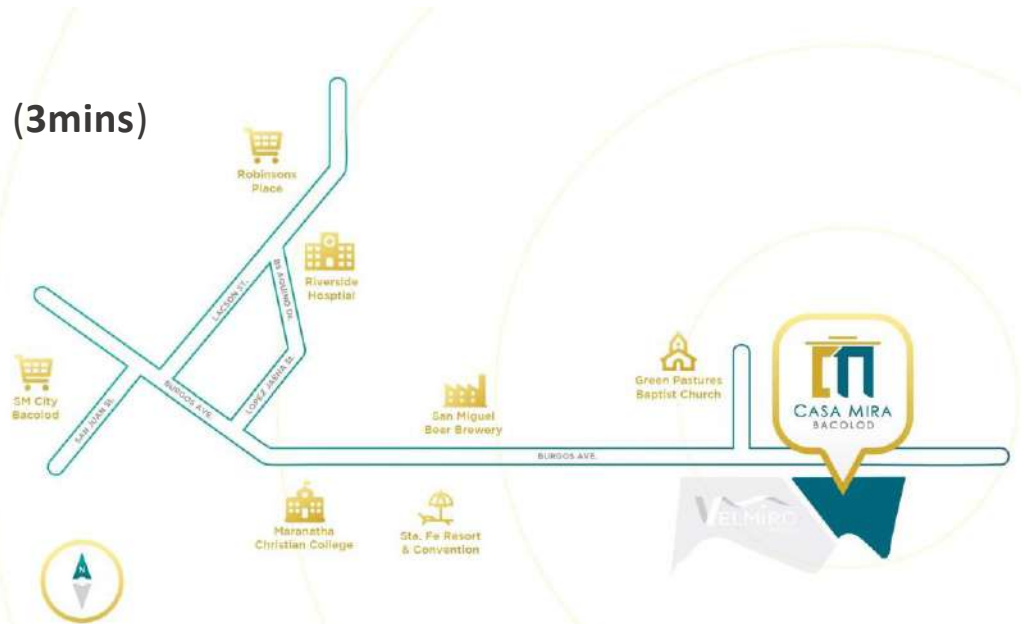 (3mins)
Robinsons
Place
Riverside
Hosptial
BS AQUINO DR.
LACSON ST.
LOPEZ JAENA St.
BURGOS AVE.
SAN JUAN St.
SM City
Bacolod
San Miguel
Beer Brewery
Green Pastures
Baptist Church
CASA MIRA
BACOLOD
BURGOS AVE.
VELMIRO
Maranatha
Christian College
Sta. Fe Resort
& Convention
N